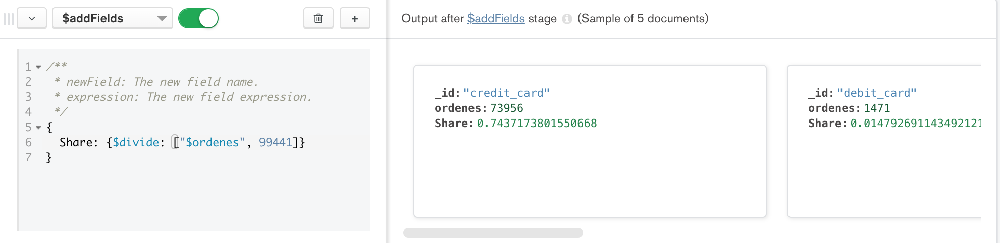 $addFields
+
Output after $addFields stage (Sample of 5 documents)
1 /**
2 * newField: The new field name.
3 * expression: The new field expression.
4 */
5 {
6 Share: {$divide: ["$ordenes", 99441]}
7 }
_id: "credit_card"
ordenes: 73956
Share: 0.7437173801550668
_id: "debit_card"
ordenes: 1471
Share: 0.014792691143492121